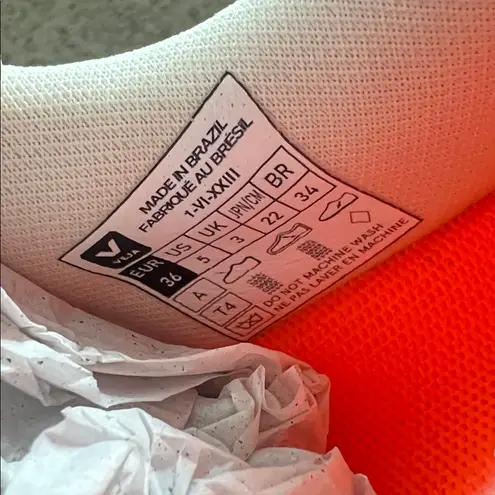 MADE IN BRAZIL
FABRIQUÉ AU BRÉSIL
1-VI-XXIII
V
VEJA
EUR US UK JPN/CN BR
36 5 3 22 34
A
T4
DO NOT MACHINE WASH
NE PAS LAVER EN MACHINE